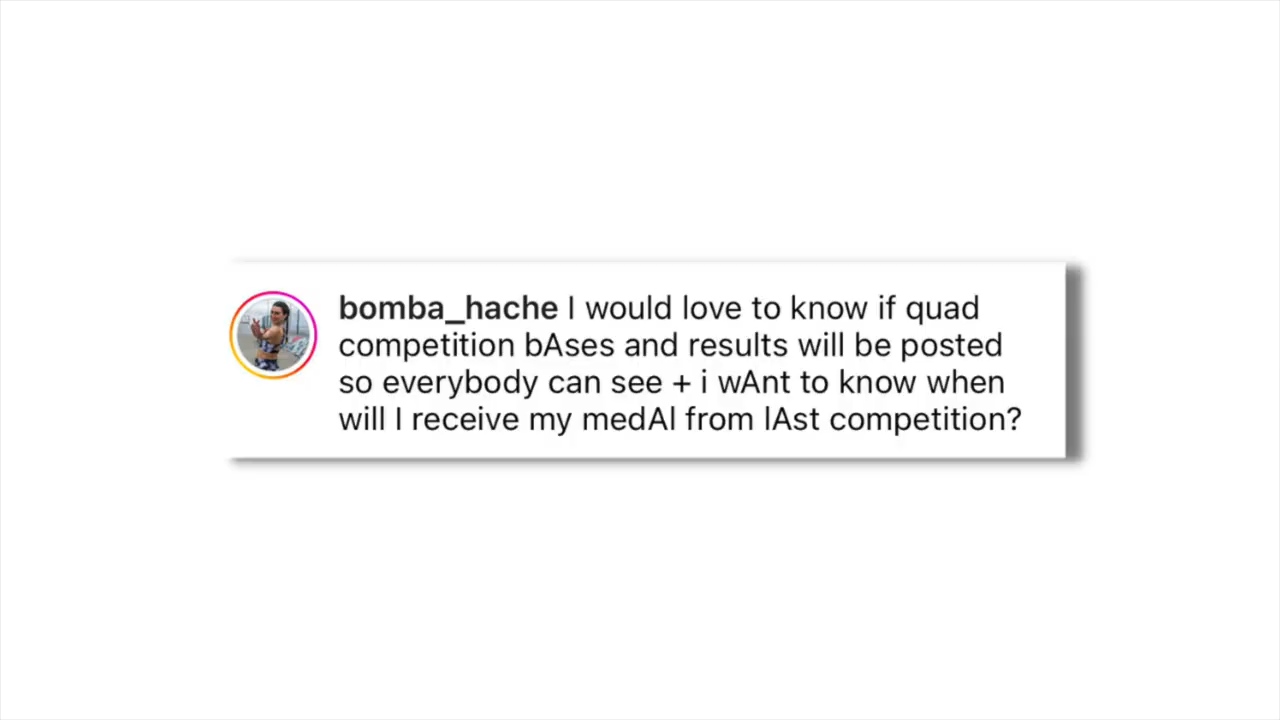 bomba_hache I would love to know if quad
competition bAses and results will be posted
so everybody can see + i wAnt to know when
will I receive my medAl from lAst competition?